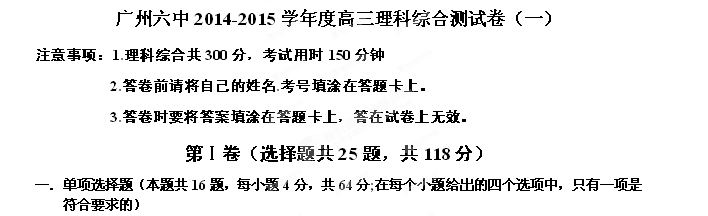 广州六中 2014-2015 学年度高三理科综合测试卷（一）
注意事项：1.理科综合共 300 分，考试用时 150 分钟
2.答卷前请将自己的姓名.考号填涂在答题卡上。
3.答卷时要将答案填涂在答题卡上，答在试卷上无效。
第Ⅰ卷（选择题共 25 题，共 118 分）
一．单项选择题（本题共 16 题，每小题 4 分，共 64 分;在每个小题给出的四个选项中，只有一项是
符合要求的）